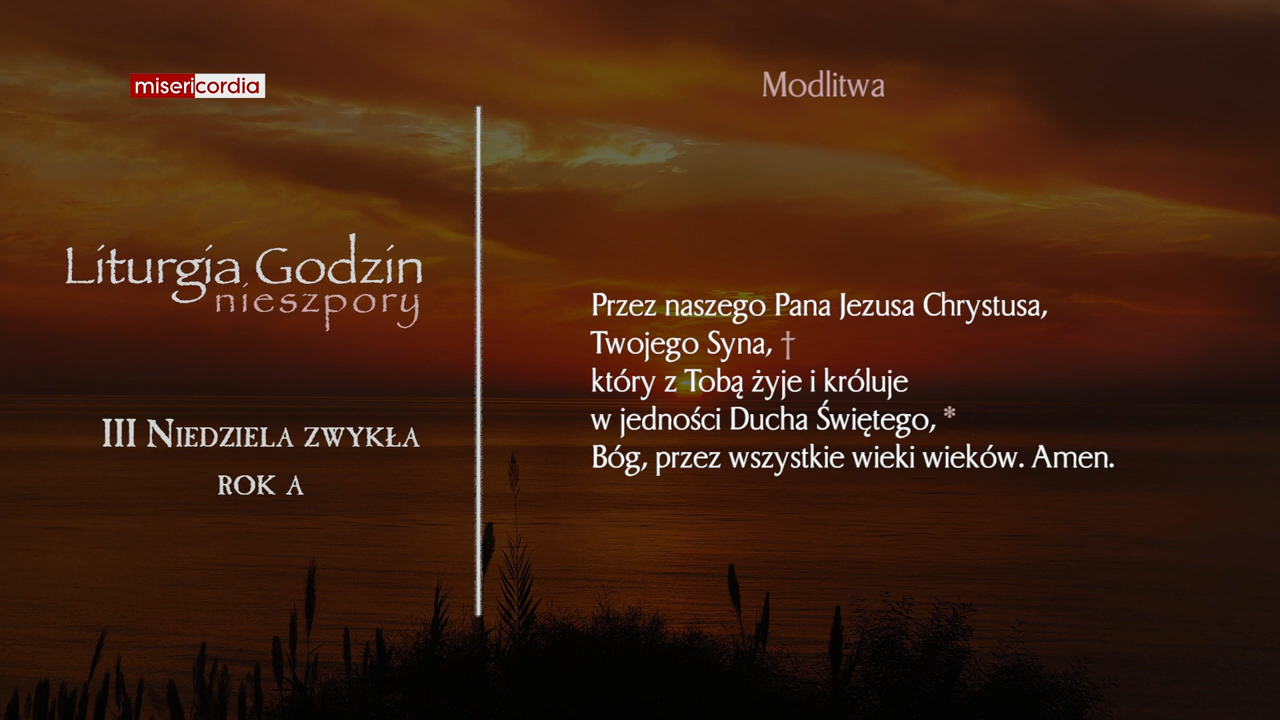 misericordia
Modlitwa
Liturgia Godzin
nieszpory
III Niedziela zwykła
rok a
Przez naszego Pana Jezusa Chrystusa,
Twojego Syna, †
który z Tobą żyje i króluje
w jedności Ducha Świętego, *
Bóg, przez wszystkie wieki wieków. Amen.